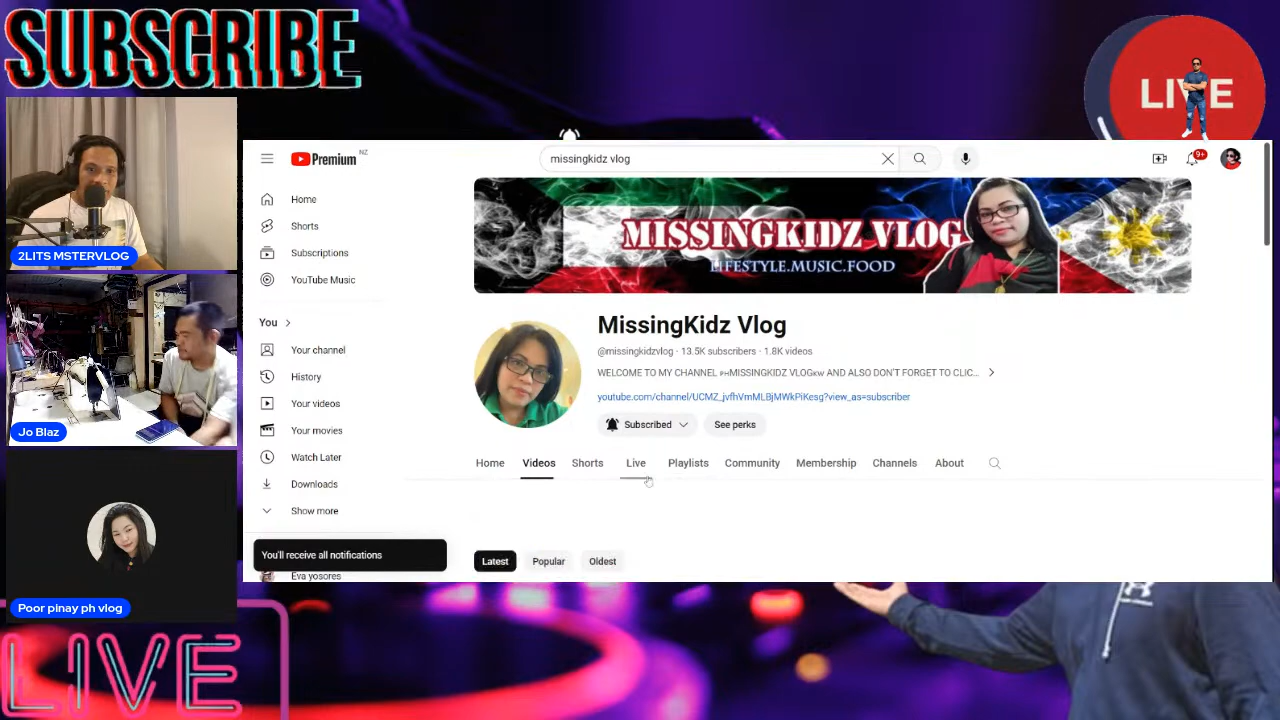 SUBSCRIBE
LIVE
2LITS MSTERVLOG
Jo Blaz
Poor pinay ph vlog
LIVE
Premium NZ
missingkidz vlog
9+
Home
Shorts
Subscriptions
YouTube Music
You
Your channel
History
Your videos
Your movies
Watch Later
Downloads
Show more
You'll receive all notifications
Eva yosores
MISSINGKIDZ VLOG
LIFESTYLE.MUSIC.FOOD
MissingKidz Vlog
@missingkidzvlog · 13.5K subscribers · 1.8K videos
WELCOME TO MY CHANNEL ᴘʜMISSINGKIDZ VLOGᴋᴡ AND ALSO DON'T FORGET TO CLIC...
youtube.com/channel/UCMZ_jvfhVmMLBjMWkPiKesg?view_as=subscriber
Subscribed
See perks
Home Videos Shorts Live Playlists Community Membership Channels About
Latest Popular Oldest